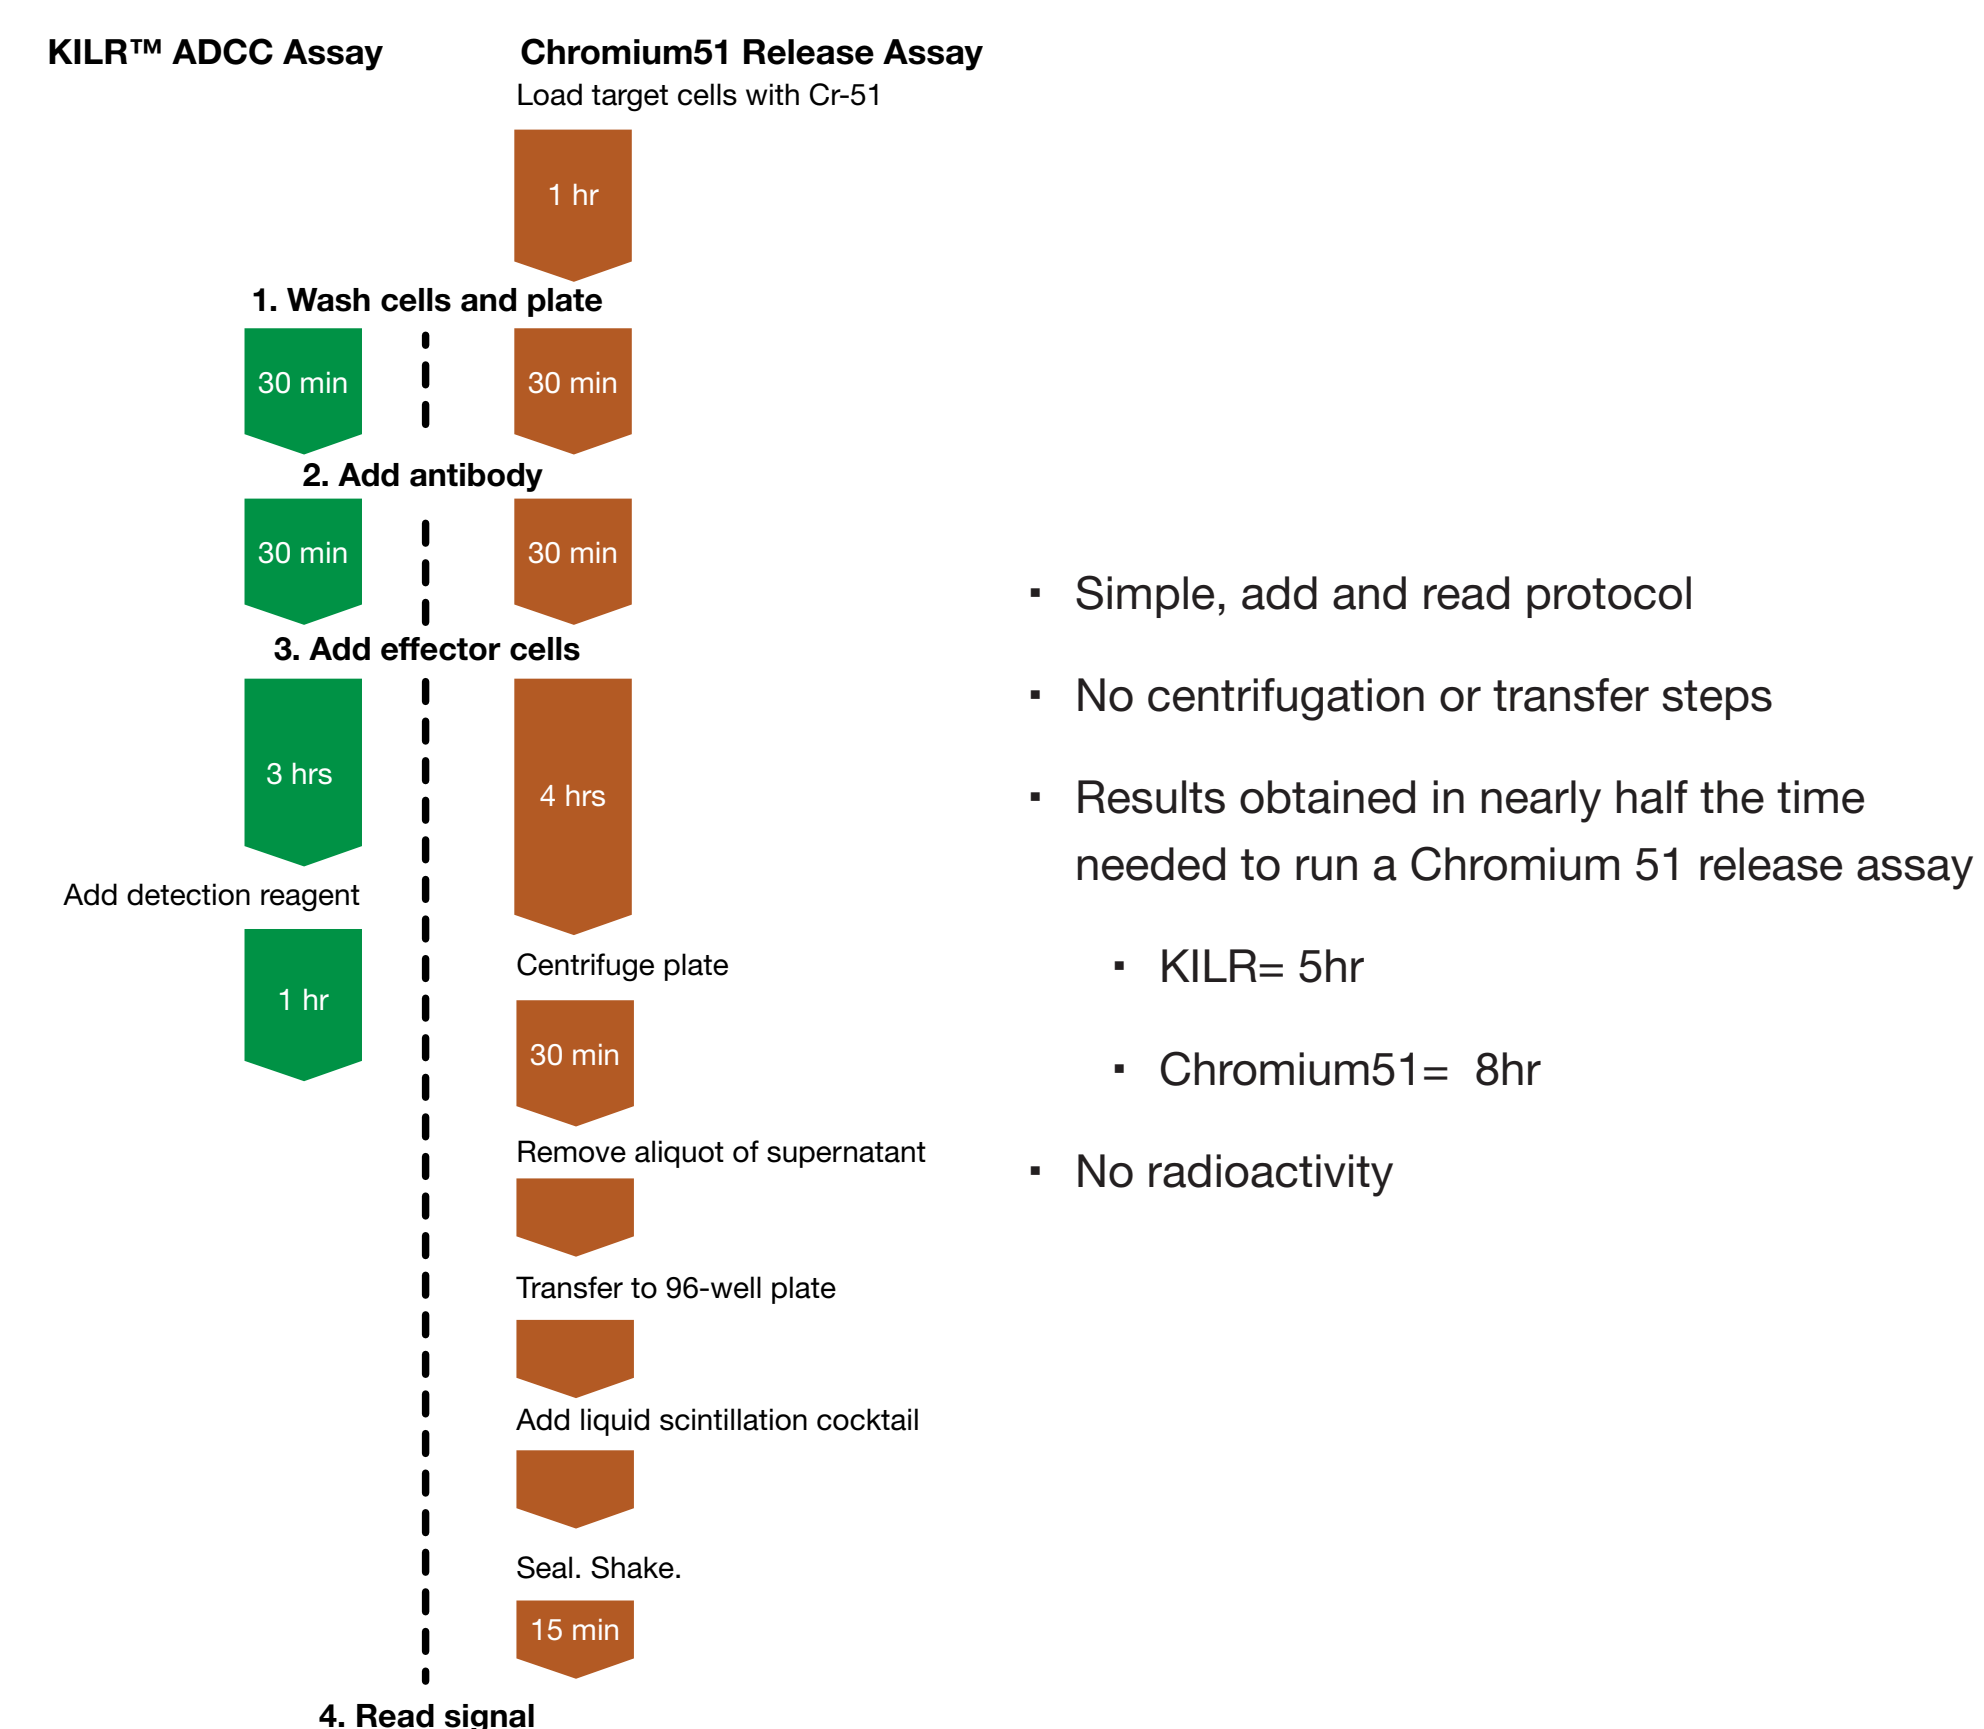 KILR™ ADCC Assay
Chromium51 Release Assay
Load target cells with Cr-51
1 hr
1. Wash cells and plate
30 min
30 min
2. Add antibody
30 min
30 min
3. Add effector cells
3 hrs
4 hrs
Add detection reagent
1 hr
Centrifuge plate
30 min
Remove aliquot of supernatant
Transfer to 96-well plate
Add liquid scintillation cocktail
Seal. Shake.
15 min
4. Read signal
▪ Simple, add and read protocol
▪ No centrifugation or transfer steps
▪ Results obtained in nearly half the time
needed to run a Chromium 51 release assay
▪ KILR= 5hr
▪ Chromium51= 8hr
▪ No radioactivity